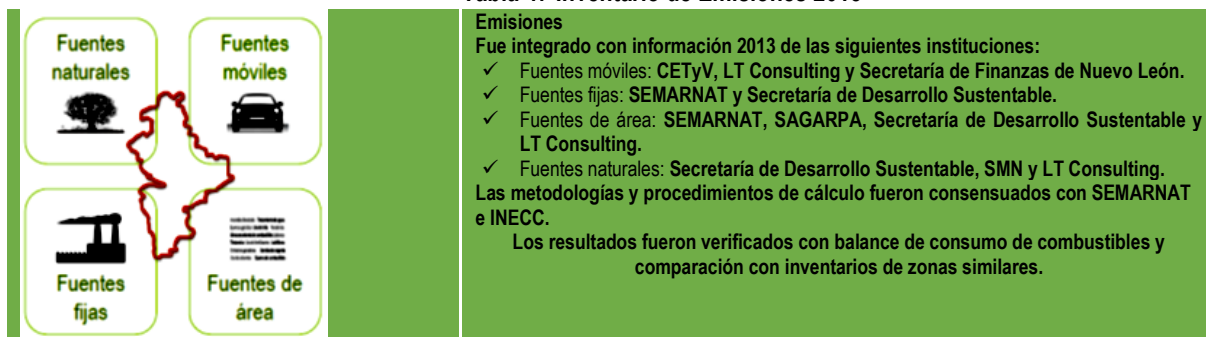 Emisiones
Fuentes
naturales
Fuentes
móviles
Fuentes
fijas
Fuentes de
área
Fue integrado con información 2013 de las siguientes instituciones:
✓ Fuentes móviles: CETyV, LT Consulting y Secretaría de Finanzas de Nuevo León.
✓ Fuentes fijas: SEMARNAT y Secretaría de Desarrollo Sustentable.
✓ Fuentes de área: SEMARNAT, SAGARPA, Secretaría de Desarrollo Sustentable y
LT Consulting.
✓ Fuentes naturales: Secretaría de Desarrollo Sustentable, SMN y LT Consulting.
Las metodologías y procedimientos de cálculo fueron consensuados con SEMARNAT
e INECC.
Los resultados fueron verificados con balance de consumo de combustibles y
comparación con inventarios de zonas similares.